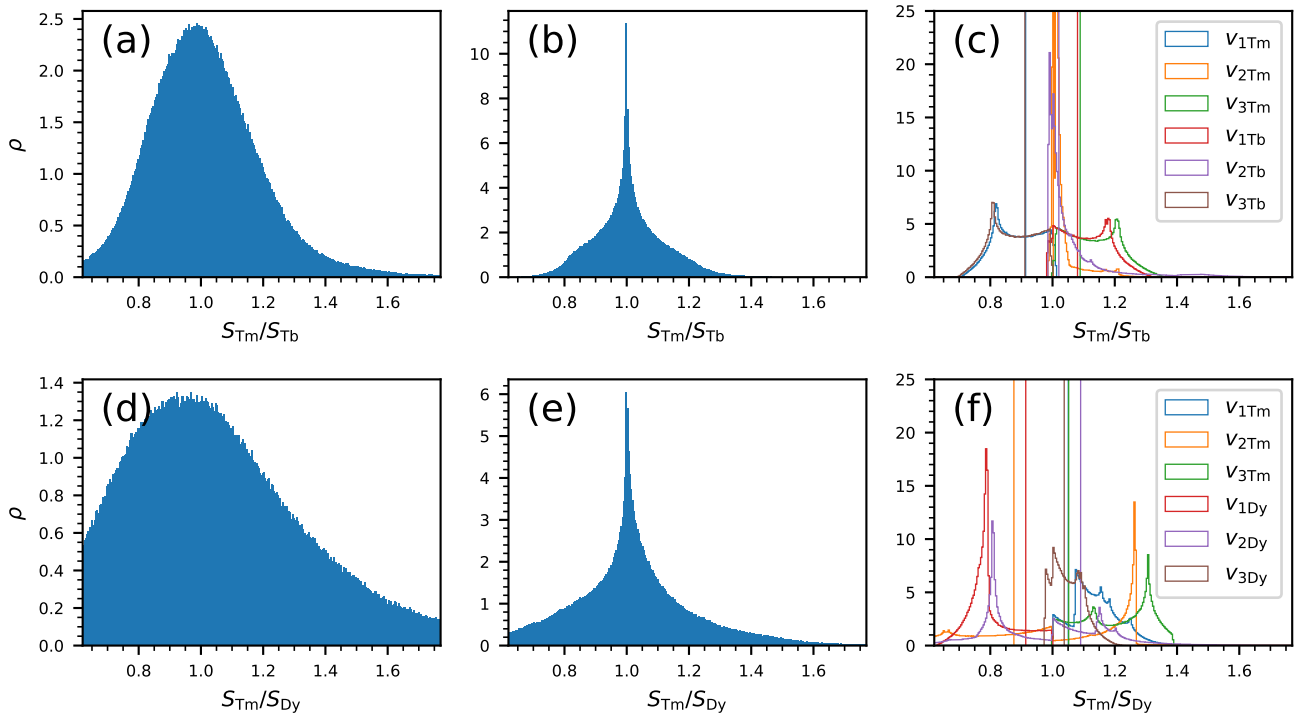 (a)
ρ
2.5
2.0
1.5
1.0
0.5
0.0
0.8 1.0 1.2 1.4 1.6
S_Tm/S_Tb
(b)
10
8
6
4
2
0
0.8 1.0 1.2 1.4 1.6
S_Tm/S_Tb
(c)
25
20
15
10
5
0
v_1Tm
v_2Tm
v_3Tm
v_1Tb
v_2Tb
v_3Tb
0.8 1.0 1.2 1.4 1.6
S_Tm/S_Tb
(d)
ρ
1.4
1.2
1.0
0.8
0.6
0.4
0.2
0.0
0.8 1.0 1.2 1.4 1.6
S_Tm/S_Dy
(e)
6
5
4
3
2
1
0
0.8 1.0 1.2 1.4 1.6
S_Tm/S_Dy
(f)
25
20
15
10
5
0
v_1Tm
v_2Tm
v_3Tm
v_1Dy
v_2Dy
v_3Dy
0.8 1.0 1.2 1.4 1.6
S_Tm/S_Dy